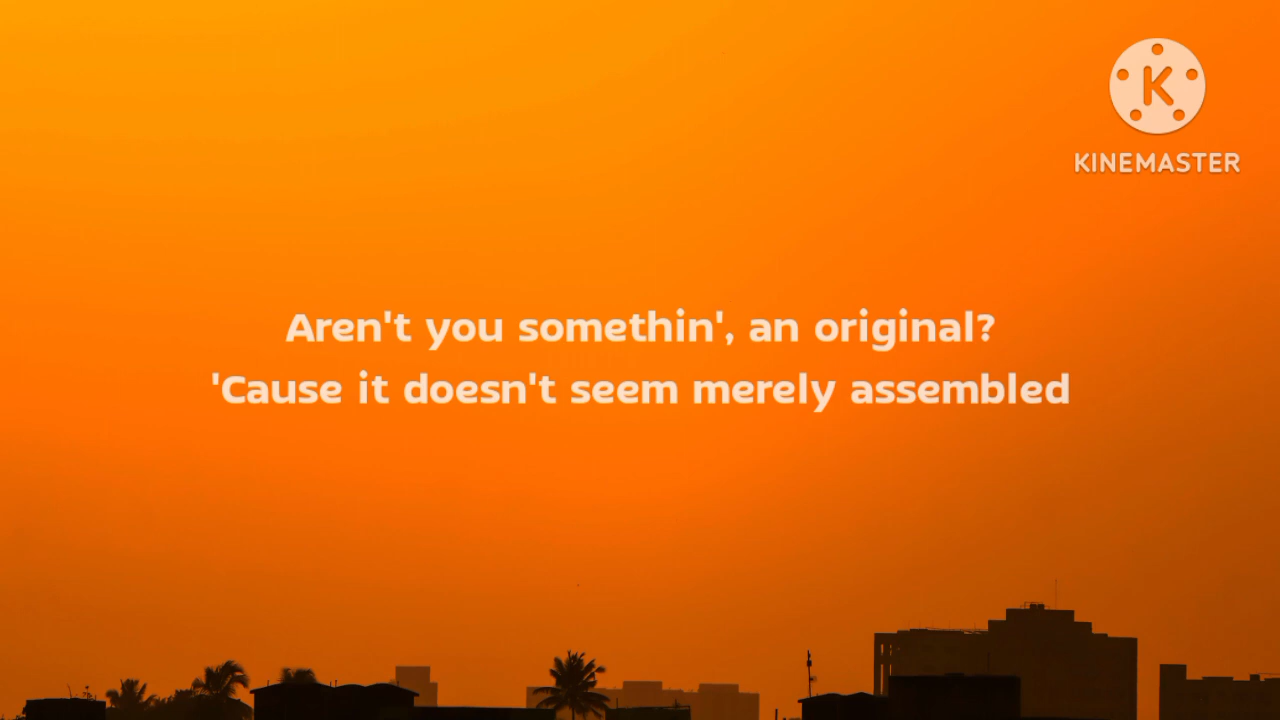 K
KINEMASTER
Aren't you somethin', an original?
'Cause it doesn't seem merely assembled